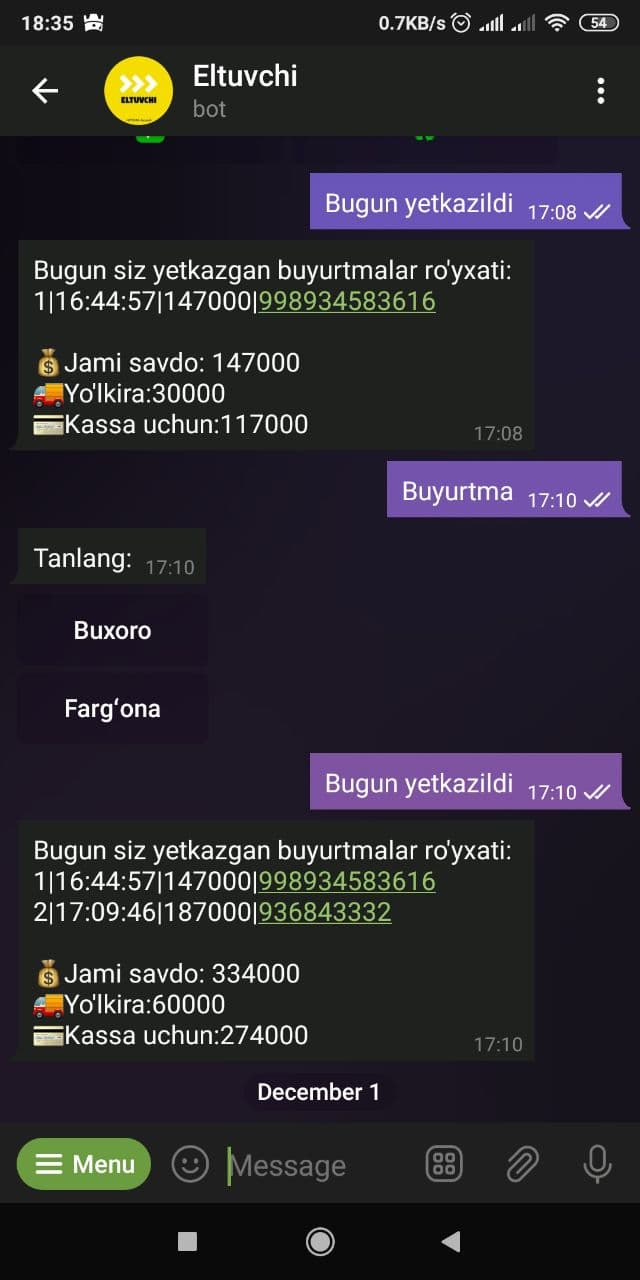 18:35
0.7KB/s
54
ELTUVCHI
Eltuvchi
bot
Bugun yetkazildi 17:08
Bugun siz yetkazgan buyurtmalar ro'yxati:
1|16:44:57|147000|998934583616
💰Jami savdo: 147000
🚚Yo'lkira:30000
💳Kassa uchun:117000
17:08
Buyurtma 17:10
Tanlang: 17:10
Buxoro
Fargʻona
Bugun yetkazildi 17:10
Bugun siz yetkazgan buyurtmalar ro'yxati:
1|16:44:57|147000|998934583616
2|17:09:46|187000|936843332
💰Jami savdo: 334000
🚚Yo'lkira:60000
💳Kassa uchun:274000
17:10
December 1
Menu
Message